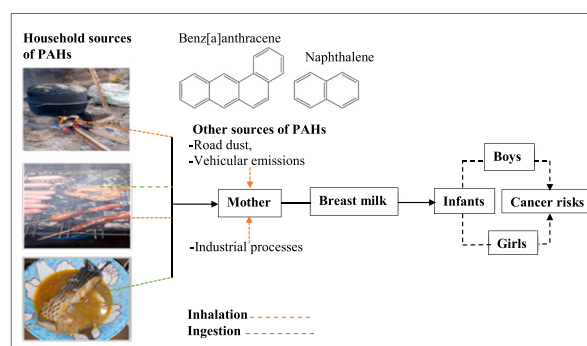 Household sources
of PAHs
Benz[a]anthracene
Naphthalene
Other sources of PAHs
-Road dust,
-Vehicular emissions
Mother
Breast milk
Infants
Boys
Girls
Cancer risks
-Industrial processes
Inhalation
Ingestion